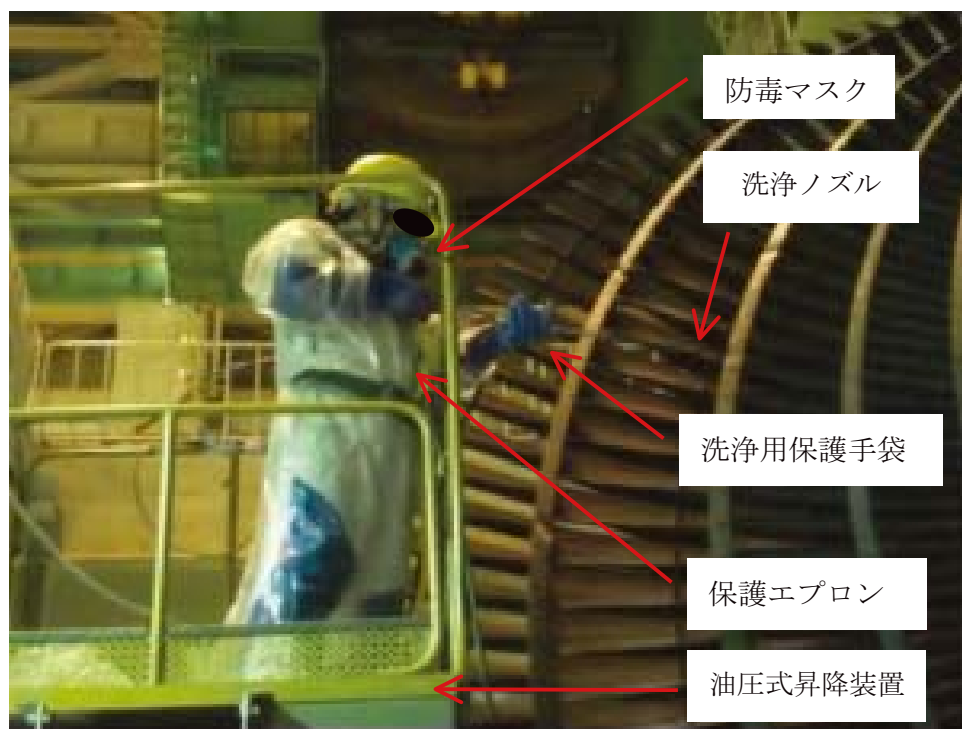 防毒マスク
洗浄ノズル
洗浄用保護手袋
保護エプロン
油圧式昇降装置